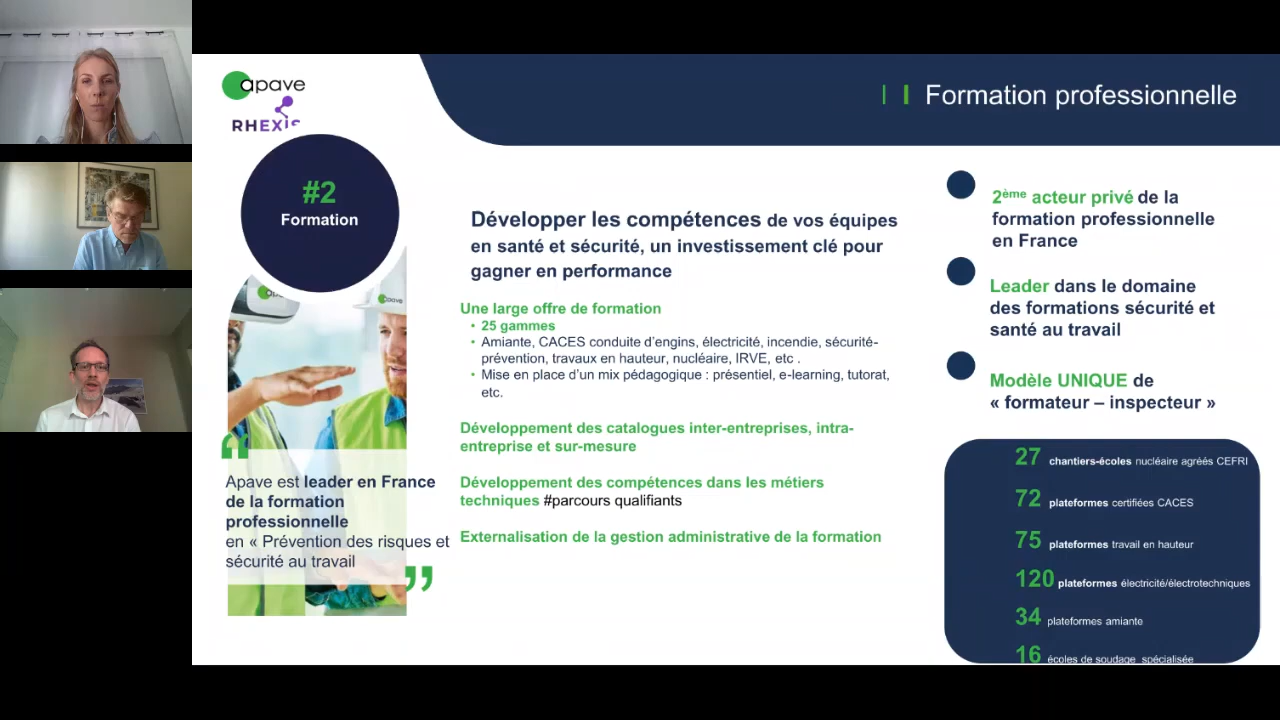 apave
RHEXIS
Formation professionnelle
#2
Formation
apave
Apave est leader en France
de la formation
professionnelle
en « Prévention des risques et
sécurité au travail
Développer les compétences de vos équipes
en santé et sécurité, un investissement clé pour
gagner en performance
Une large offre de formation
• 25 gammes
• Amiante, CACES conduite d'engins, électricité, incendie, sécurité-
prévention, travaux en hauteur, nucléaire, IRVE, etc .
• Mise en place d'un mix pédagogique : présentiel, e-learning, tutorat,
etc.
Développement des catalogues inter-entreprises, intra-
entreprise et sur-mesure
Développement des compétences dans les métiers
techniques #parcours qualifiants
Externalisation de la gestion administrative de la formation
2ème acteur privé de la
formation professionnelle
en France
Leader dans le domaine
des formations sécurité et
santé au travail
Modèle UNIQUE de
« formateur – inspecteur »
27 chantiers-écoles nucléaire agréés CEFRI
72 plateformes certifiées CACES
75 plateformes travail en hauteur
120 plateformes électricité/électrotechniques
34 plateformes amiante
16 écoles de soudage spécialisée